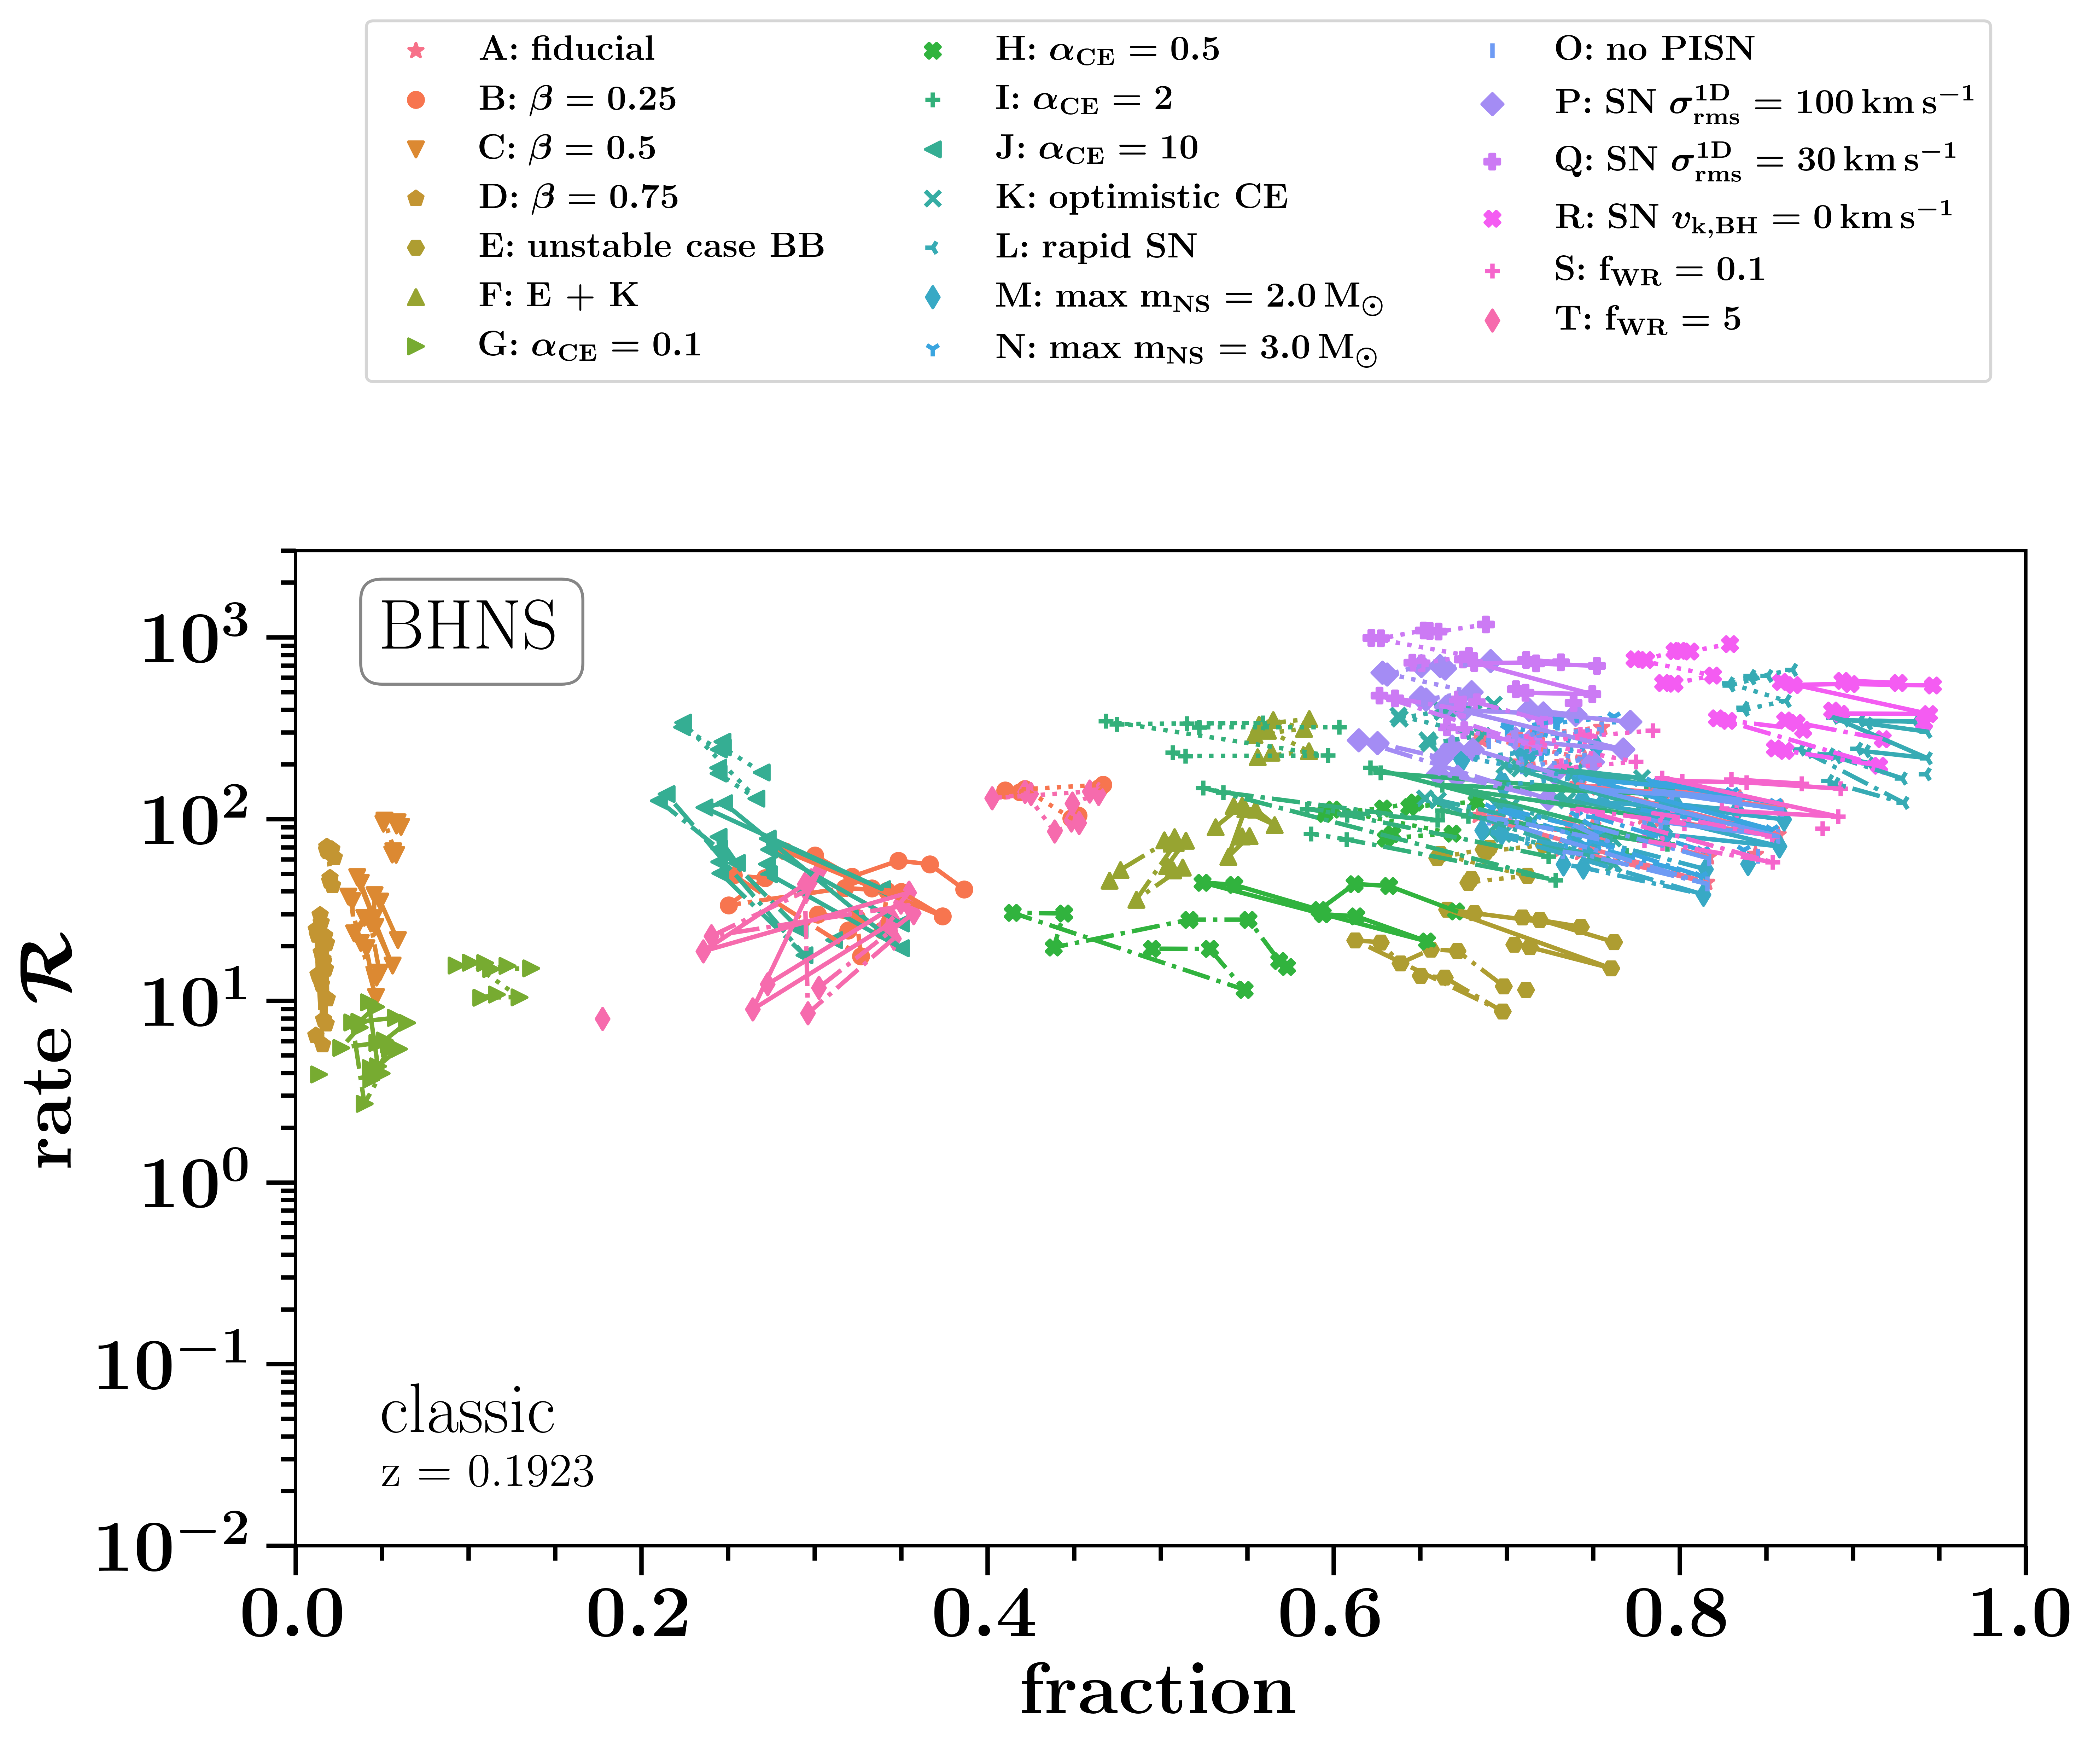 A: fiducial
B: β = 0.25
C: β = 0.5
D: β = 0.75
E: unstable case BB
F: E + K
G: α_CE = 0.1
H: α_CE = 0.5
I: α_CE = 2
J: α_CE = 10
K: optimistic CE
L: rapid SN
M: max m_NS = 2.0 M_⊙
N: max m_NS = 3.0 M_⊙
O: no PISN
P: SN σ_rms^1D = 100 km s^−1
Q: SN σ_rms^1D = 30 km s^−1
R: SN v_k,BH = 0 km s^−1
S: f_WR = 0.1
T: f_WR = 5
BHNS
10^3
10^2
10^1
10^0
10^−1
10^−2
rate ℛ
classic
z = 0.1923
0.0 0.2 0.4 0.6 0.8 1.0
fraction